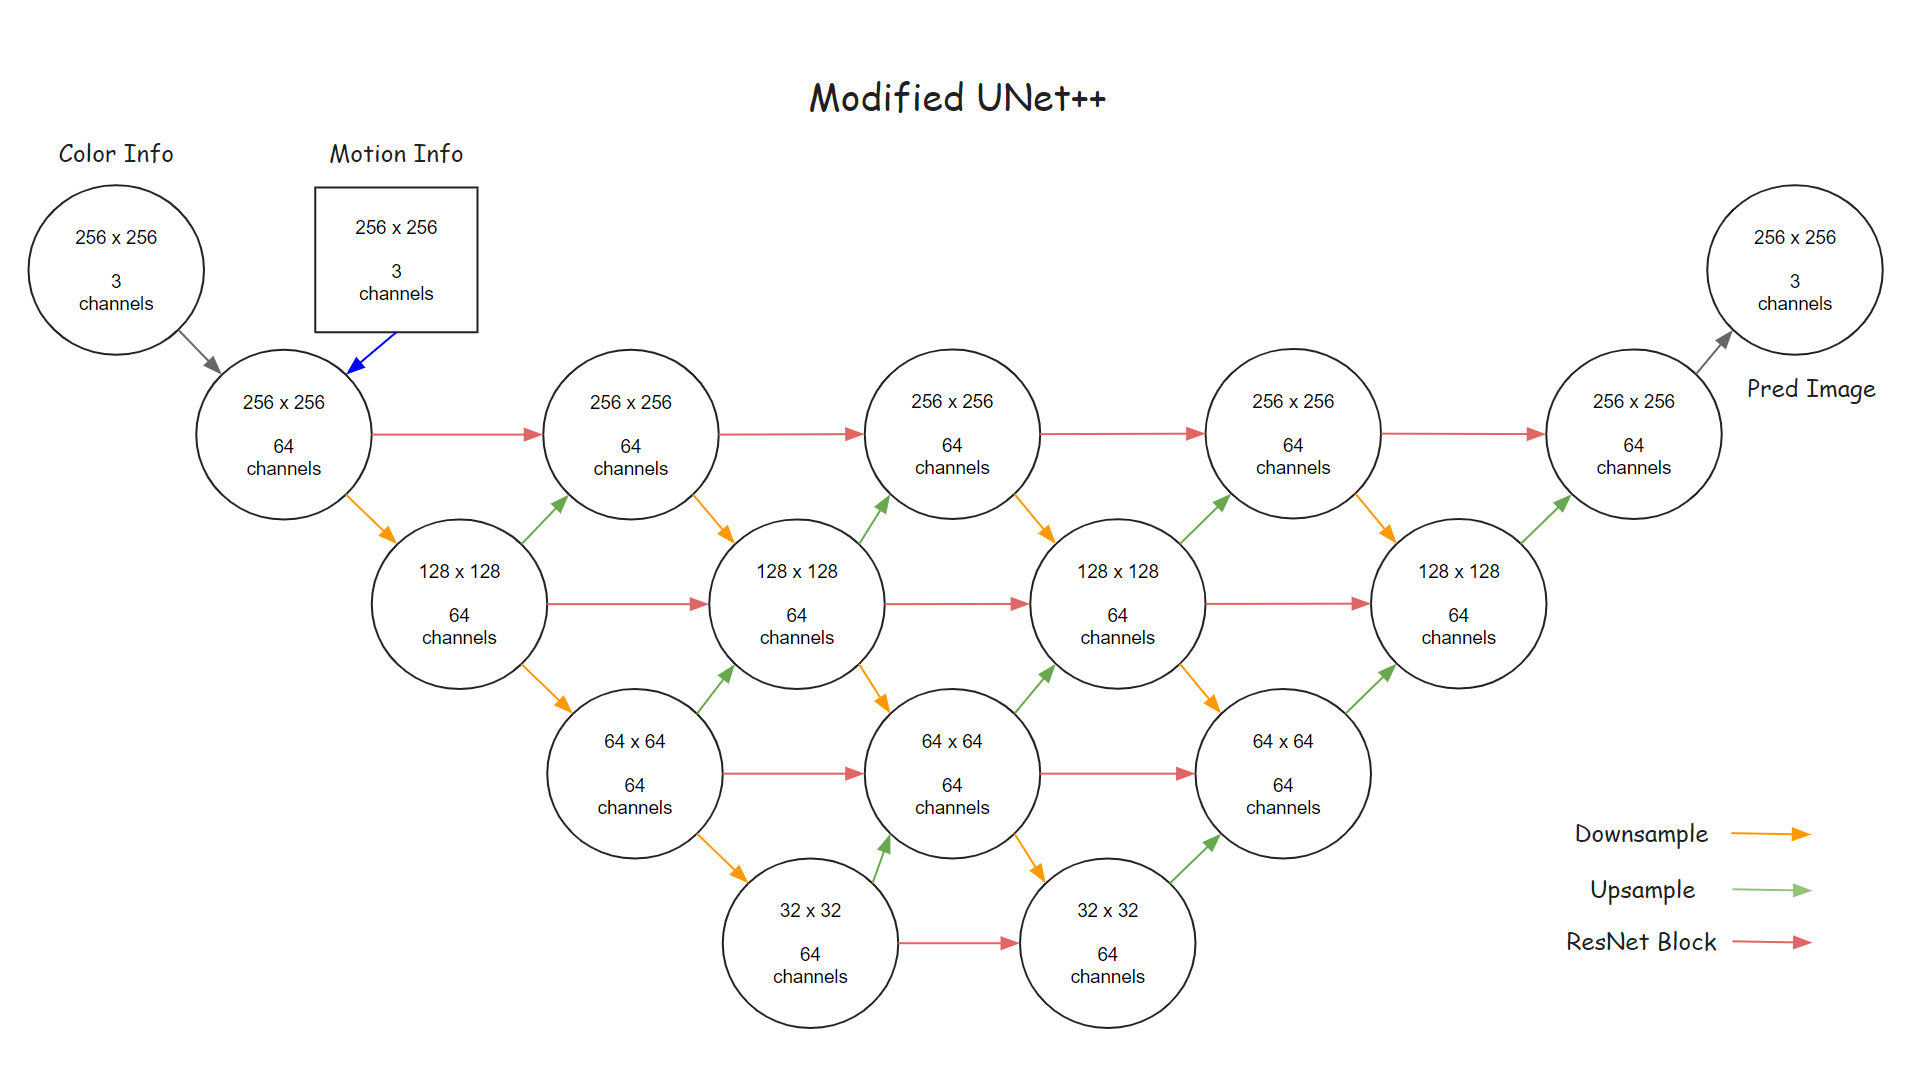 Modified UNet++
Color Info
Motion Info
256 x 256
3
channels
256 x 256
3
channels
256 x 256
3
channels
Pred Image
256 x 256
64
channels
256 x 256
64
channels
256 x 256
64
channels
256 x 256
64
channels
256 x 256
64
channels
128 x 128
64
channels
128 x 128
64
channels
128 x 128
64
channels
128 x 128
64
channels
64 x 64
64
channels
64 x 64
64
channels
64 x 64
64
channels
32 x 32
64
channels
32 x 32
64
channels
Downsample
Upsample
ResNet Block